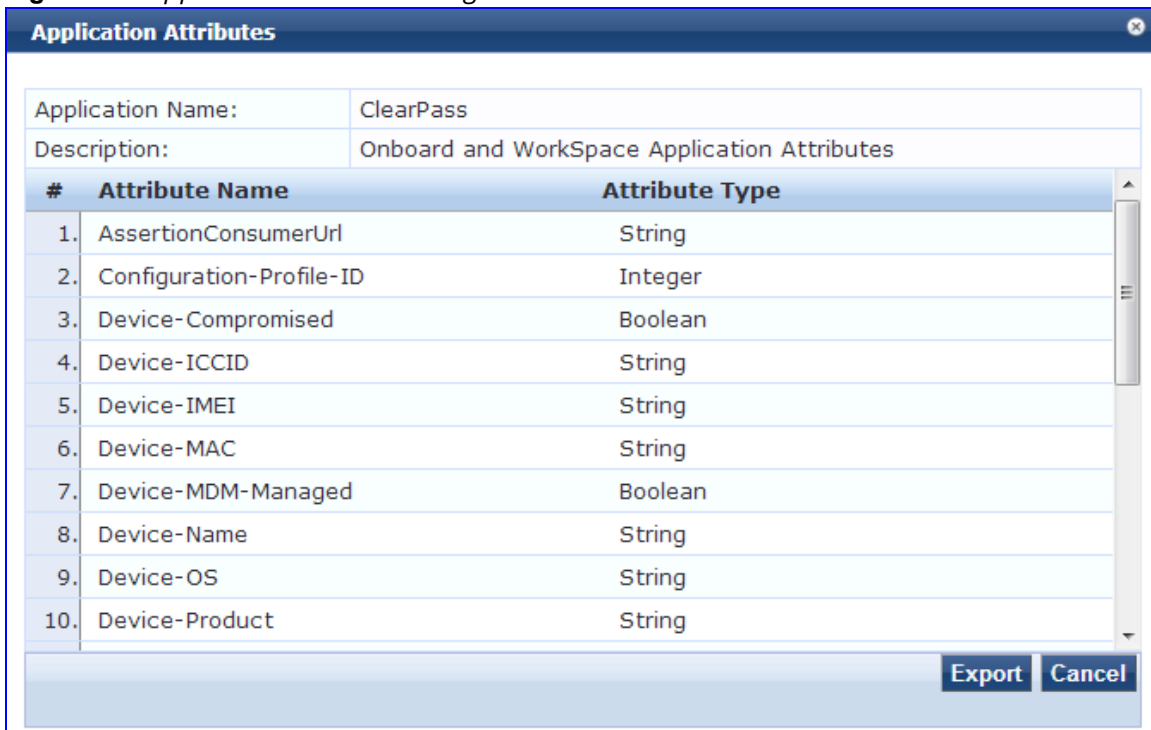 Application Attributes
Application Name: ClearPass
Description: Onboard and WorkSpace Application Attributes
# Attribute Name Attribute Type
1. AssertionConsumerUrl String
2. Configuration-Profile-ID Integer
3. Device-Compromised Boolean
4. Device-ICCID String
5. Device-IMEI String
6. Device-MAC String
7. Device-MDM-Managed Boolean
8. Device-Name String
9. Device-OS String
10. Device-Product String
Export Cancel